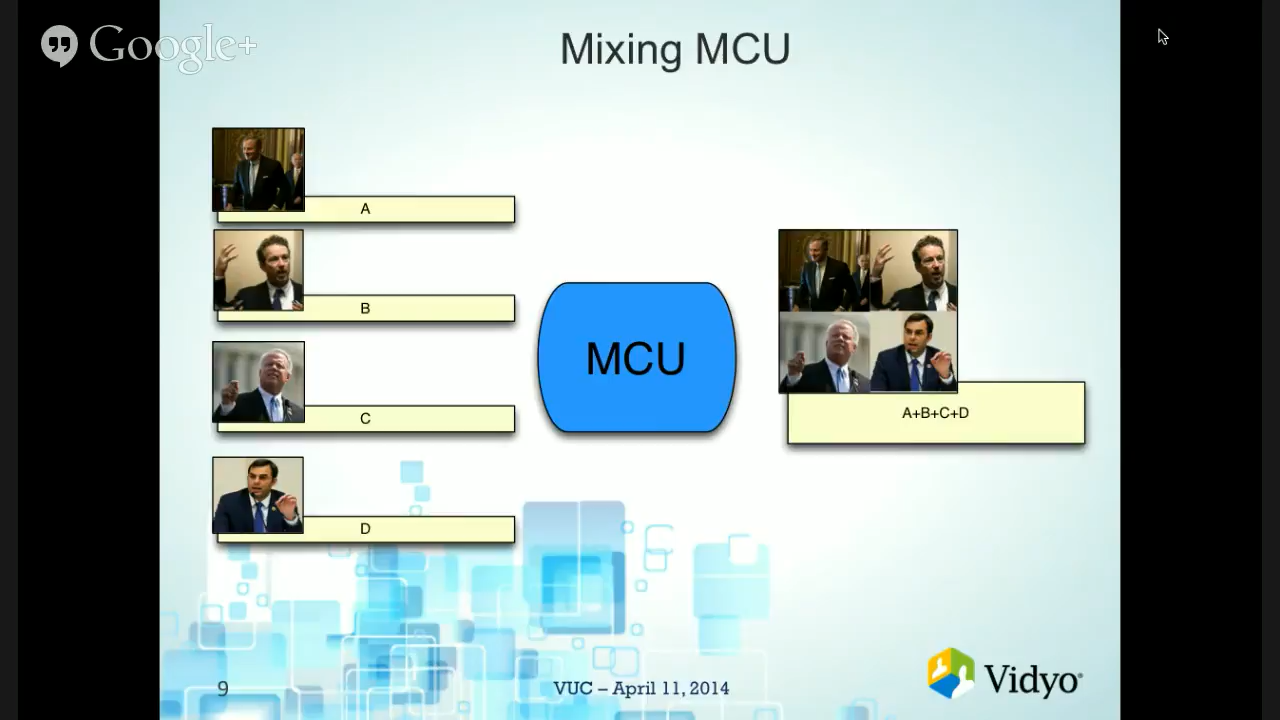 Google+
Mixing MCU
A
B
C
D
MCU
A+B+C+D
9
VUC – April 11, 2014
Vidyo